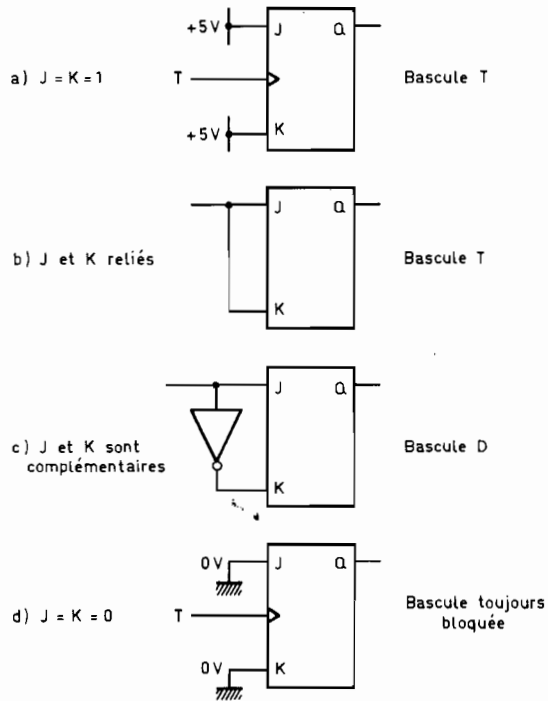 +5V J Q
a) J = K = 1 T Bascule T
+5V K
J Q
b) J et K reliés Bascule T
K
J Q
c) J et K sont Bascule D
complémentaires
K
0V J Q
d) J = K = 0 T Bascule toujours
bloquée
0V K